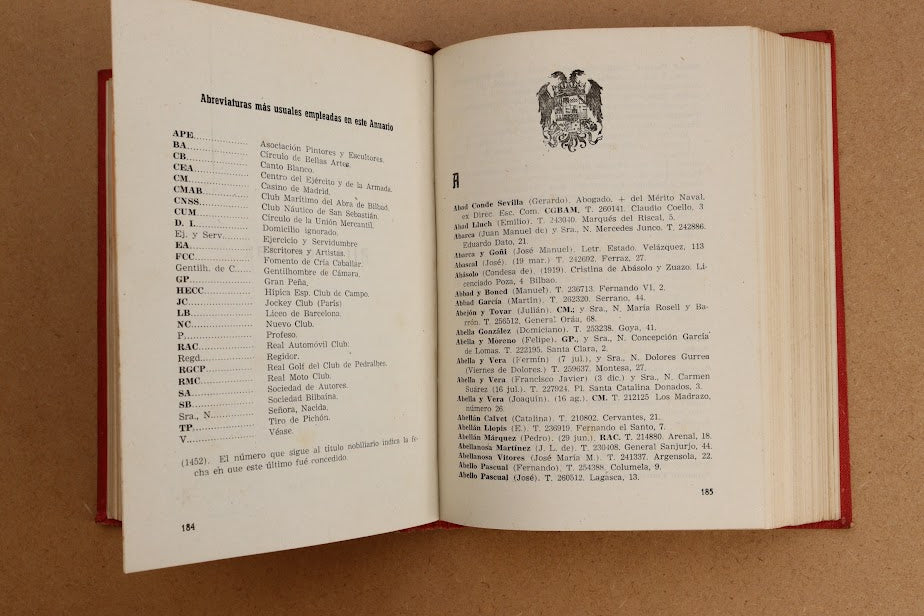 Abreviaturas más usuales empleadas en este Anuario
APE.................. Asociación Pintores y Escultores.
BA.................. Círculo de Bellas Artes.
CB.................. Canto Blanco.
CEA.................. Centro del Ejército y de la Armada.
CM.................. Casino de Madrid.
CMAB.................. Club Marítimo del Abra de Bilbad.
CNSS.................. Club Náutico de San Sebastián.
CUM.................. Círculo de la Unión Mercantil.
D. I.................. Domicilio ignorado.
Ej. y Serv.................. Ejercicio y Servidumbre
EA.................. Escritores y Artistas.
FCC.................. Fomento de Cría Caballar.
Gentilh. de C...... Gentilhombre de Cámara.
GP.................. Gran Peña.
HECC.................. Hípica Esp. Club de Campo.
JC.................. Jockey Club (París)
LB.................. Liceo de Barcelona.
NC.................. Nuevo Club.
P.................. Profeso.
RAC.................. Real Automóvil Club.
Regd.................. Regidor.
RGCP.................. Real Golf del Club de Pedralbes.
RMC.................. Real Moto Club.
SA.................. Sociedad de Autores.
SB.................. Sociedad Bilbaína.
Sra., N.................. Señora, Nacida.
TP.................. Tiro de Pichón.
V.................. Véase.
(1452). El número que sigue al título nobiliario indica la fe-
cha en que este último fué concedido.
184
A
Abad Conde Sevilla (Gerardo). Abogado. + del Mérito Naval.
ex Direc. Esc. Com. CGBAM. T. 260141. Claudio Coello, 3
Abad Lluch (Emilio). T. 243040. Marqués del Riscal, 5.
Abarca (Juan Manuel de) y Sra., N. Mercedes Junco. T. 242886.
Eduardo Dato, 21.
Abarca y Goñi (José Manuel). Letr. Estado. Velázquez, 113
Abascal (José). (19 mar.) T. 242692. Ferraz, 27.
Abásolo (Condesa de). (1919). Cristina de Abásolo y Zuazo. Li-
cenciado Poza, 4 Bilbao.
Abbad y Boned (Manuel). T. 236713. Fernando VI, 2.
Abbad García (Martín). T. 262320. Serrano, 44.
Abejón y Tovar (Julián). CM.; y Sra., N. María Rosell y Ba-
rrón. T. 256512. General Oráa, 68.
Abella González (Domiciano). T. 253238. Goya, 41.
Abella y Moreno (Felipe). GP., y Sra., N. Concepción García
de Lomas. T. 222195. Santa Clara, 2.
Abella y Vera (Fermín) (7 jul.), y Sra., N. Dolores Gurrea
(Viernes de Dolores.) T. 259637, Montesa, 27.
Abella y Vera (Francisco Javier) (3 dic.) y Sra., N. Carmen
Suárez (16 jul.). T. 227924. Pl. Santa Catalina Donados, 3.
Abella y Vera (Joaquín). (16 ag.). CM. T. 212125 Los Madrazo,
número 26.
Abellán Calvet (Catalina). T. 210802. Cervantes, 21.
Abellán Llopis (E.). T. 236919. Fernando el Santo, 7.
Abellán Márquez (Pedro). (29 jun.). RAC. T. 214880. Arenal, 18.
Abellanosa Martínez (J. L. de). T. 230408. General Sanjurjo, 44.
Abellanosa Vitores (José María M.). T. 241337. Argensola, 22.
Abello Pascual (Fernando), T. 254388. Columela, 9.
Abello Pascual (José). T. 260512. Lagasca, 13.
185